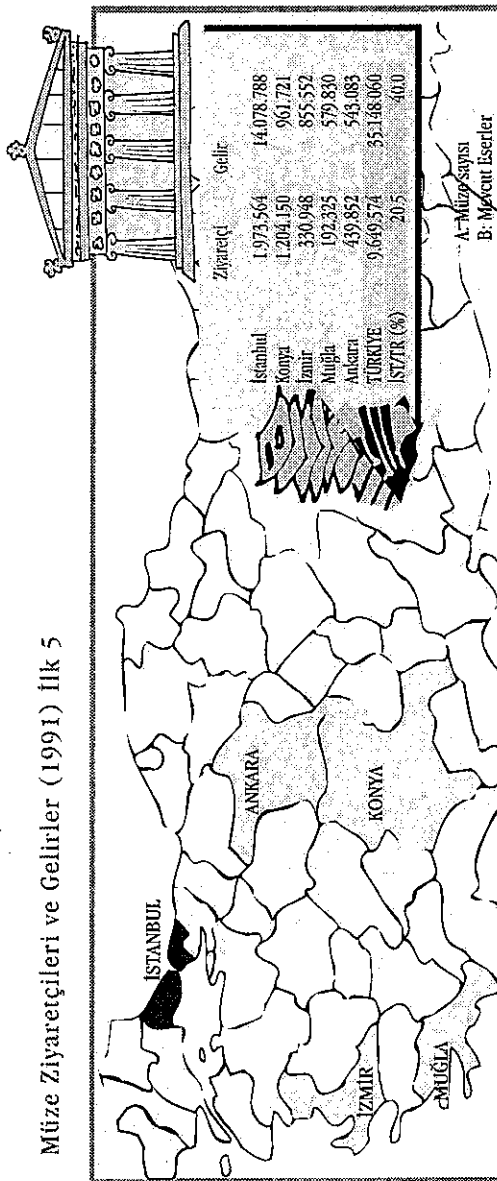 Müze Ziyaretçileri ve Gelirler (1991) İlk 5
İSTANBUL
ANKARA
KONYA
İZMİR
MUĞLA
Ziyaretçi Gelir
İstanbul 1.973.564 14.078.788
Konya 1.204.150 961.721
İzmir 330.948 855.552
Muğla 192.325 579.830
Ankara 439.852 543.083
TÜRKİYE 9.649.574 35.148.060
İST/TR (%) 20.5 40.0
A: Müze sayısı
B: Mevcut Eserler